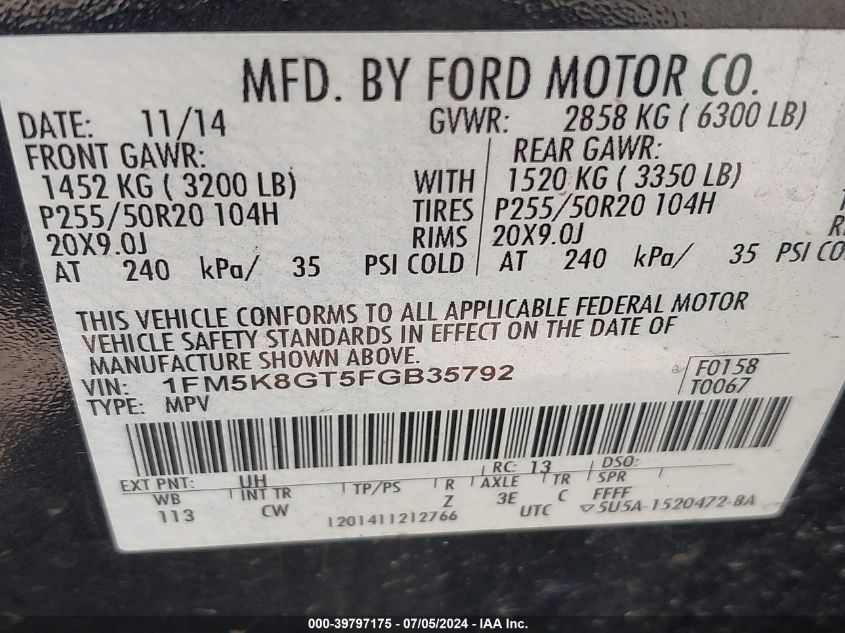 MFD. BY FORD MOTOR CO.
DATE: 11/14 GVWR: 2858 KG ( 6300 LB)
FRONT GAWR: REAR GAWR:
1452 KG ( 3200 LB) WITH 1520 KG ( 3350 LB)
P255/50R20 104H TIRES P255/50R20 104H
20X9.0J RIMS 20X9.0J
AT 240 kPa/ 35 PSI COLD AT 240 kPa/ 35 PSI CO
THIS VEHICLE CONFORMS TO ALL APPLICABLE FEDERAL MOTOR
VEHICLE SAFETY STANDARDS IN EFFECT ON THE DATE OF
MANUFACTURE SHOWN ABOVE.
VIN: 1FM5K8GT5FGB35792 F0158
TYPE: MPV T0067
EXT PNT: UH RC: 13 DSO:
WB INT TR TP/PS R AXLE TR SPR
113 CW Z 3E C FFFF
1201411212766 UTC ▽5U5A-1520472-BA
000-39797175 - 07/05/2024 - IAA Inc.